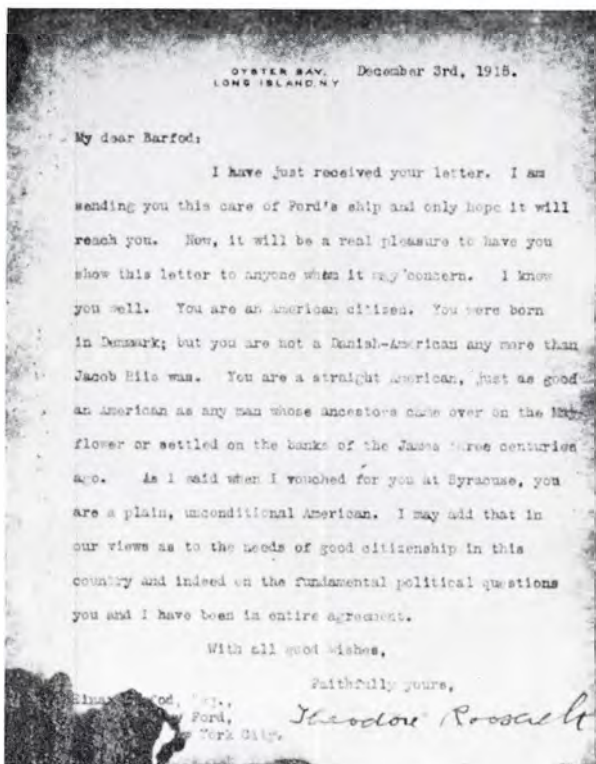 OYSTER BAY,
LONG ISLAND, N.Y.
December 3rd, 1915.
My dear Barfod:
I have just received your letter. I am
sending you this care of Ford's ship and only hope it will
reach you. Now, it will be a real pleasure to have you
show this letter to anyone whom it may concern. I know
you well. You are an American citizen. You were born
in Denmark; but you are not a Danish-American any more than
Jacob Riis was. You are a straight American, just as good
an American as any man whose ancestors came over on the May-
flower or settled on the banks of the James three centuries
ago. As I said when I vouched for you at Syracuse, you
are a plain, unconditional American. I may add that in
our views as to the needs of good citizenship in this
country and indeed on the fundamental political questions
you and I have been in entire agreement.
With all good wishes,
Faithfully yours,
Theodore Roosevelt
Ford,
York City.